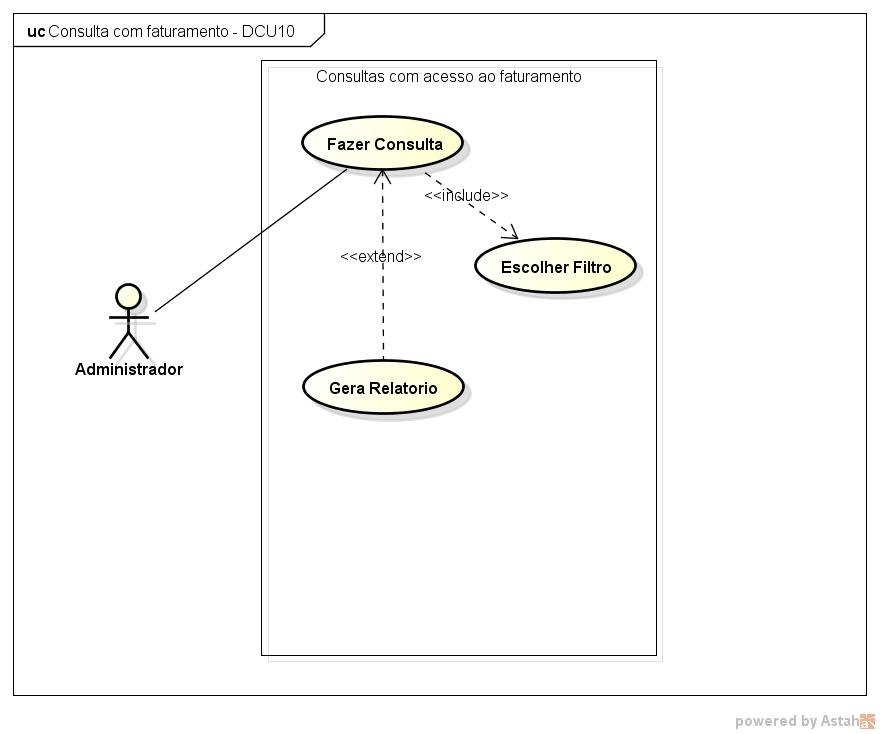 uc Consulta com faturamento - DCU10
Consultas com acesso ao faturamento
Fazer Consulta
<<include>>
<<extend>>
Escolher Filtro
Administrador
Gera Relatorio
powered by Astah